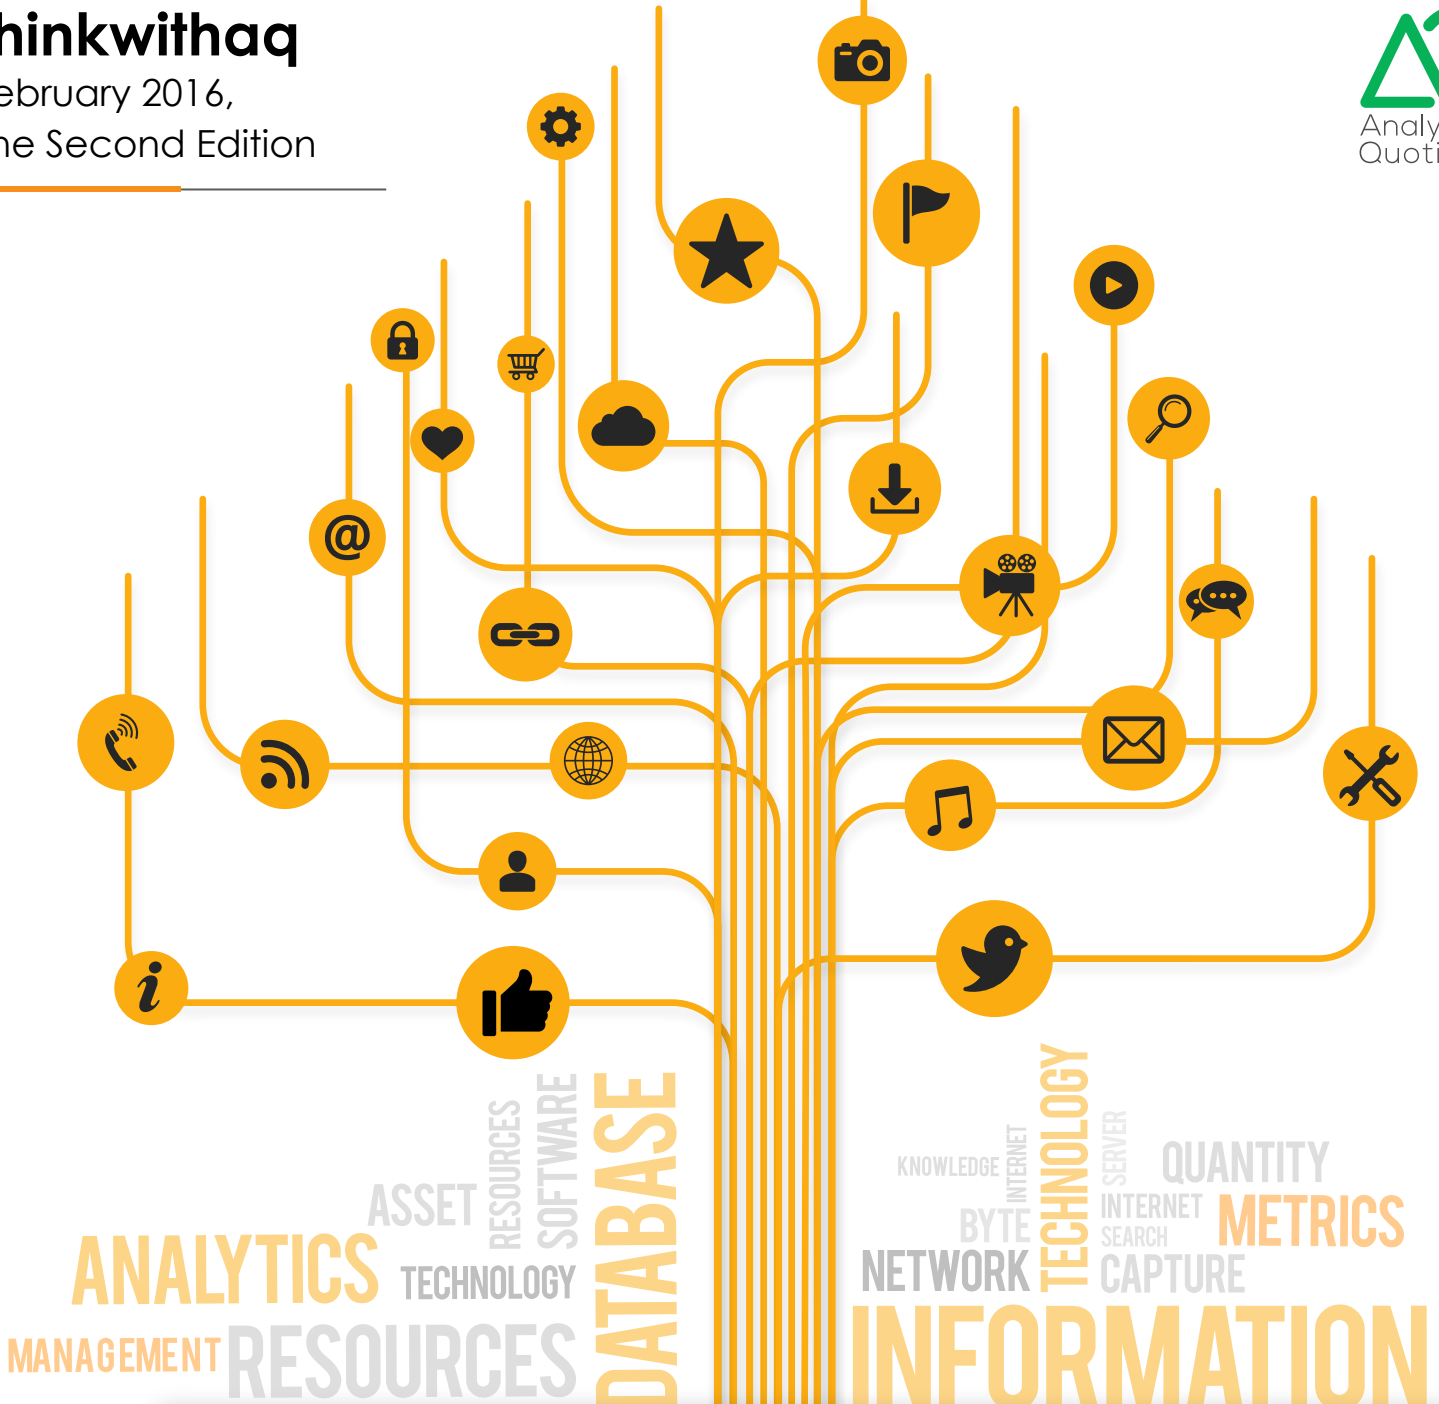 hinkwithaq
ebruary 2016,
he Second Edition
Analy
Quoti
@
i
DATABASE
SOFTWARE
RESOURCES
ASSET
ANALYTICS
TECHNOLOGY
MANAGEMENT
RESOURCES
TECHNOLOGY
INTERNET
SERVER
KNOWLEDGE
QUANTITY
BYTE
INTERNET
METRICS
SEARCH
NETWORK
CAPTURE
INFORMATION